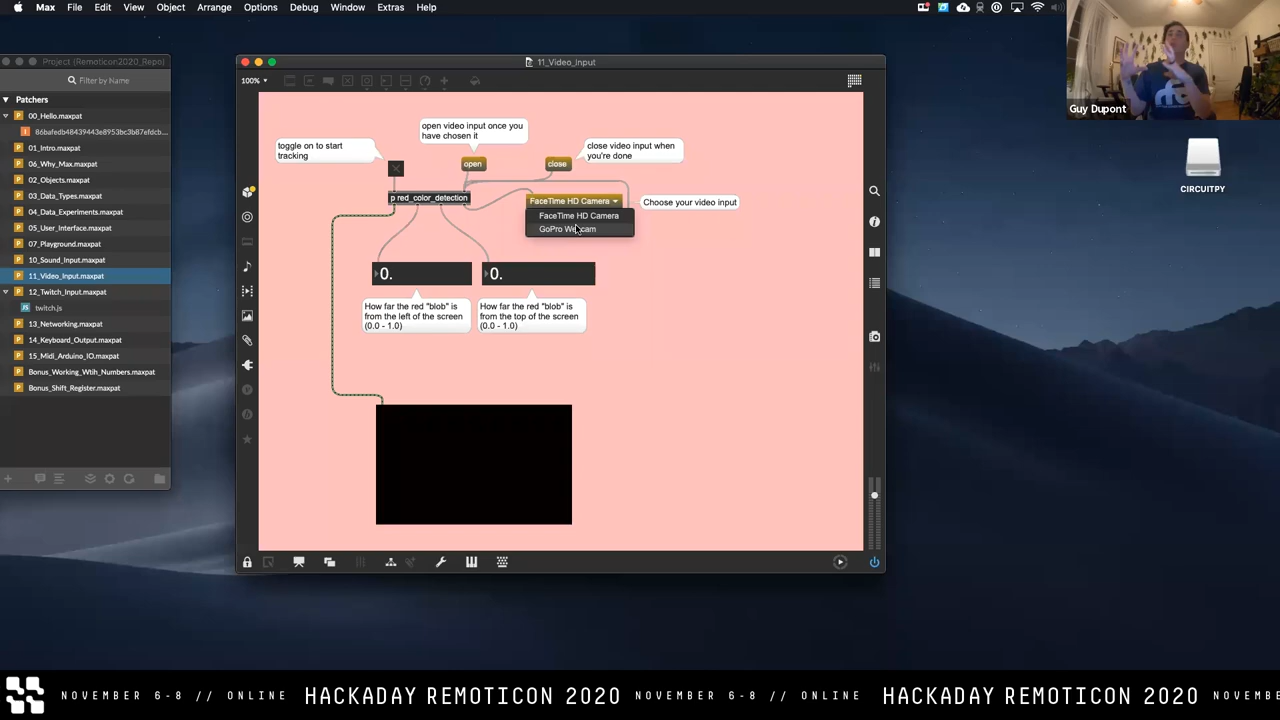 Max File Edit View Object Arrange Options Debug Window Extras Help
Guy Dupont
CIRCUITPY
Project (Remoticon2020_Repo)
Filter by Name
Patchers
00_Hello.maxpat
86bafedb48439443e8953bc3b87efdcb...
01_Intro.maxpat
06_Why_Max.maxpat
02_Objects.maxpat
03_Data_Types.maxpat
04_Data_Experiments.maxpat
05_User_Interface.maxpat
07_Playground.maxpat
10_Sound_Input.maxpat
11_Video_Input.maxpat
12_Twitch_Input.maxpat
twitch.js
13_Networking.maxpat
14_Keyboard_Output.maxpat
15_Midi_Arduino_IO.maxpat
Bonus_Working_Wtih_Numbers.maxpat
Bonus_Shift_Register.maxpat
11_Video_Input
100%
toggle on to start
tracking
open video input once you
have chosen it
open
close
close video input when
you're done
p red_color_detection
FaceTime HD Camera
FaceTime HD Camera
GoPro Webcam
Choose your video input
0.
0.
How far the red "blob" is
from the left of the screen
(0.0 - 1.0)
How far the red "blob" is
from the top of the screen
(0.0 - 1.0)
NOVEMBER 6-8 // ONLINE HACKADAY REMOTICON 2020 NOVEMBER 6-8 // ONLINE HACKADAY REMOTICON 2020 NOVEMBE